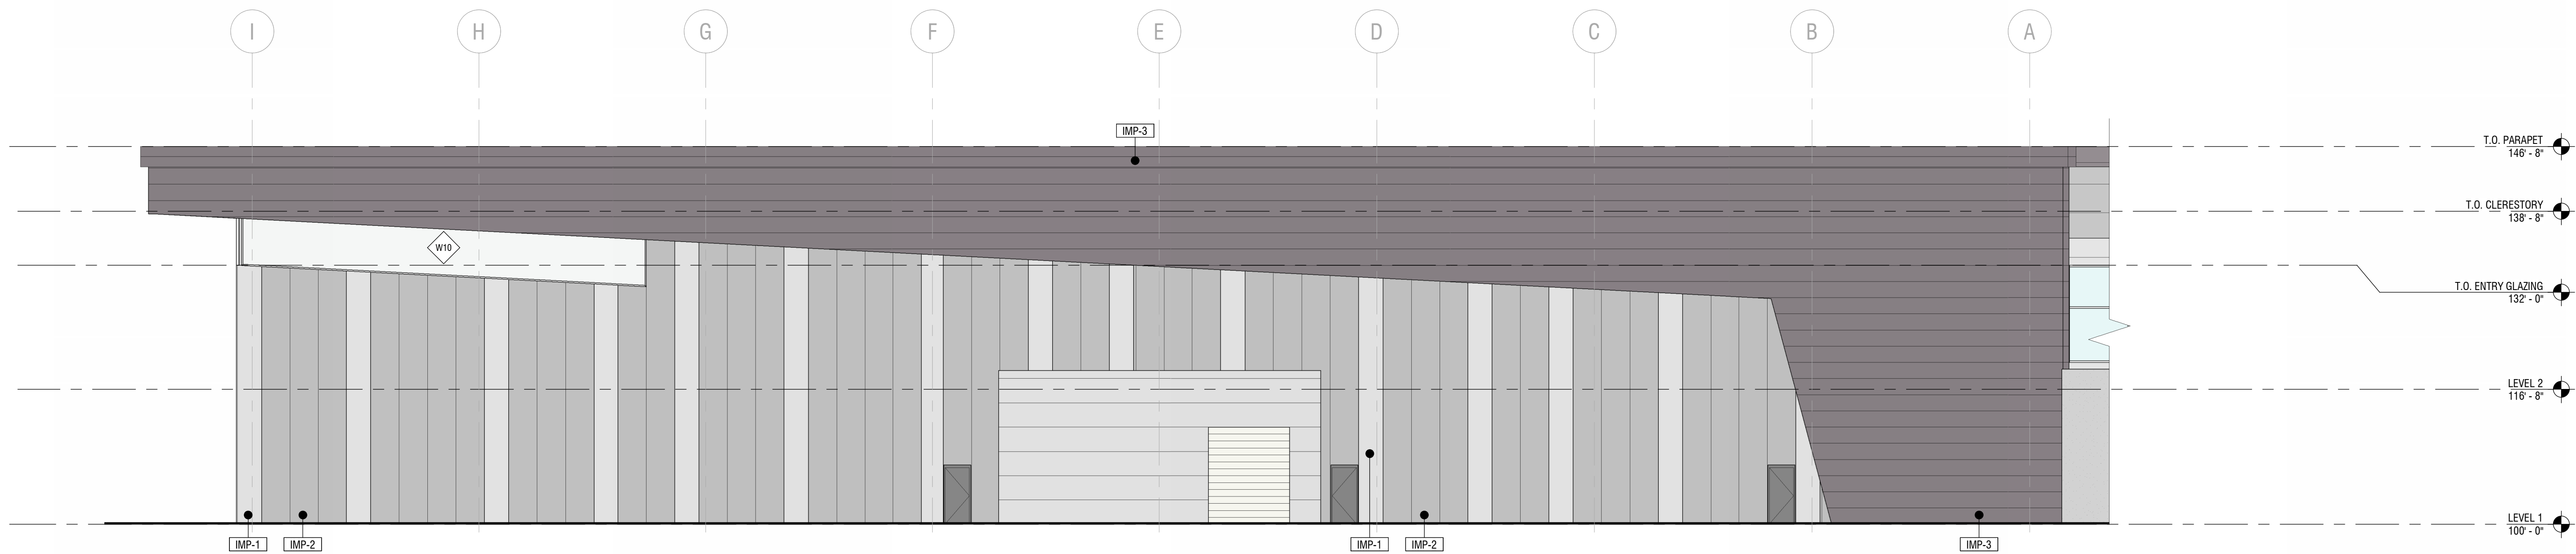 I H G F E D C B A
IMP-3
T.O. PARAPET
146' - 8"
T.O. CLERESTORY
138' - 8"
W10
T.O. ENTRY GLAZING
132' - 0"
LEVEL 2
116' - 8"
LEVEL 1
100' - 0"
IMP-1 IMP-2 IMP-1 IMP-2 IMP-3